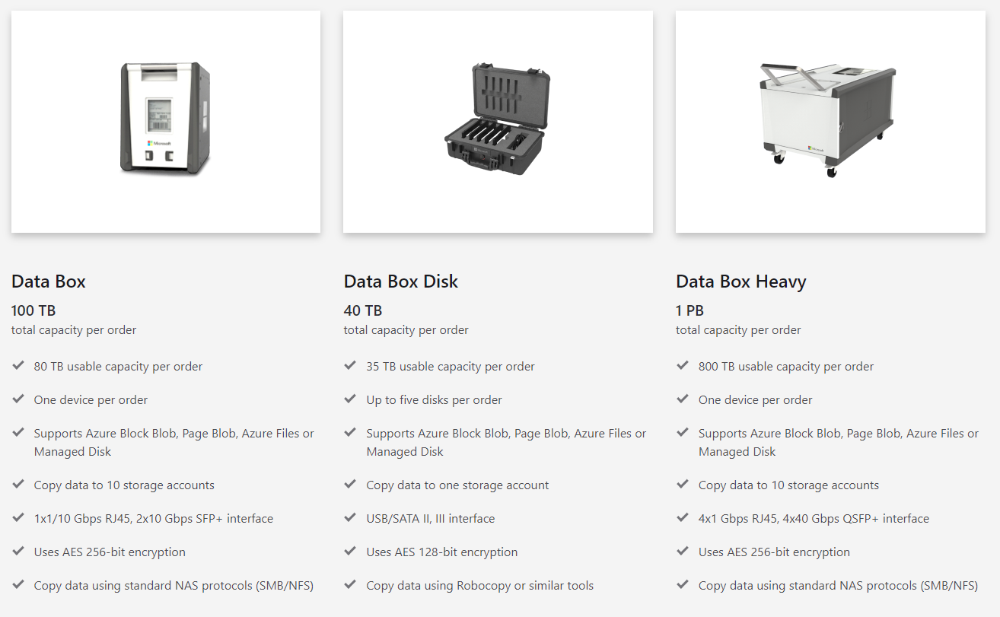 Microsoft
Data Box
100 TB
total capacity per order
80 TB usable capacity per order
One device per order
Supports Azure Block Blob, Page Blob, Azure Files or
Managed Disk
Copy data to 10 storage accounts
1x1/10 Gbps RJ45, 2x10 Gbps SFP+ interface
Uses AES 256-bit encryption
Copy data using standard NAS protocols (SMB/NFS)
Microsoft
Data Box Disk
40 TB
total capacity per order
35 TB usable capacity per order
Up to five disks per order
Supports Azure Block Blob, Page Blob, Azure Files or
Managed Disk
Copy data to one storage account
USB/SATA II, III interface
Uses AES 128-bit encryption
Copy data using Robocopy or similar tools
Microsoft
Data Box Heavy
1 PB
total capacity per order
800 TB usable capacity per order
One device per order
Supports Azure Block Blob, Page Blob, Azure Files or
Managed Disk
Copy data to 10 storage accounts
4x1 Gbps RJ45, 4x40 Gbps QSFP+ interface
Uses AES 256-bit encryption
Copy data using standard NAS protocols (SMB/NFS)